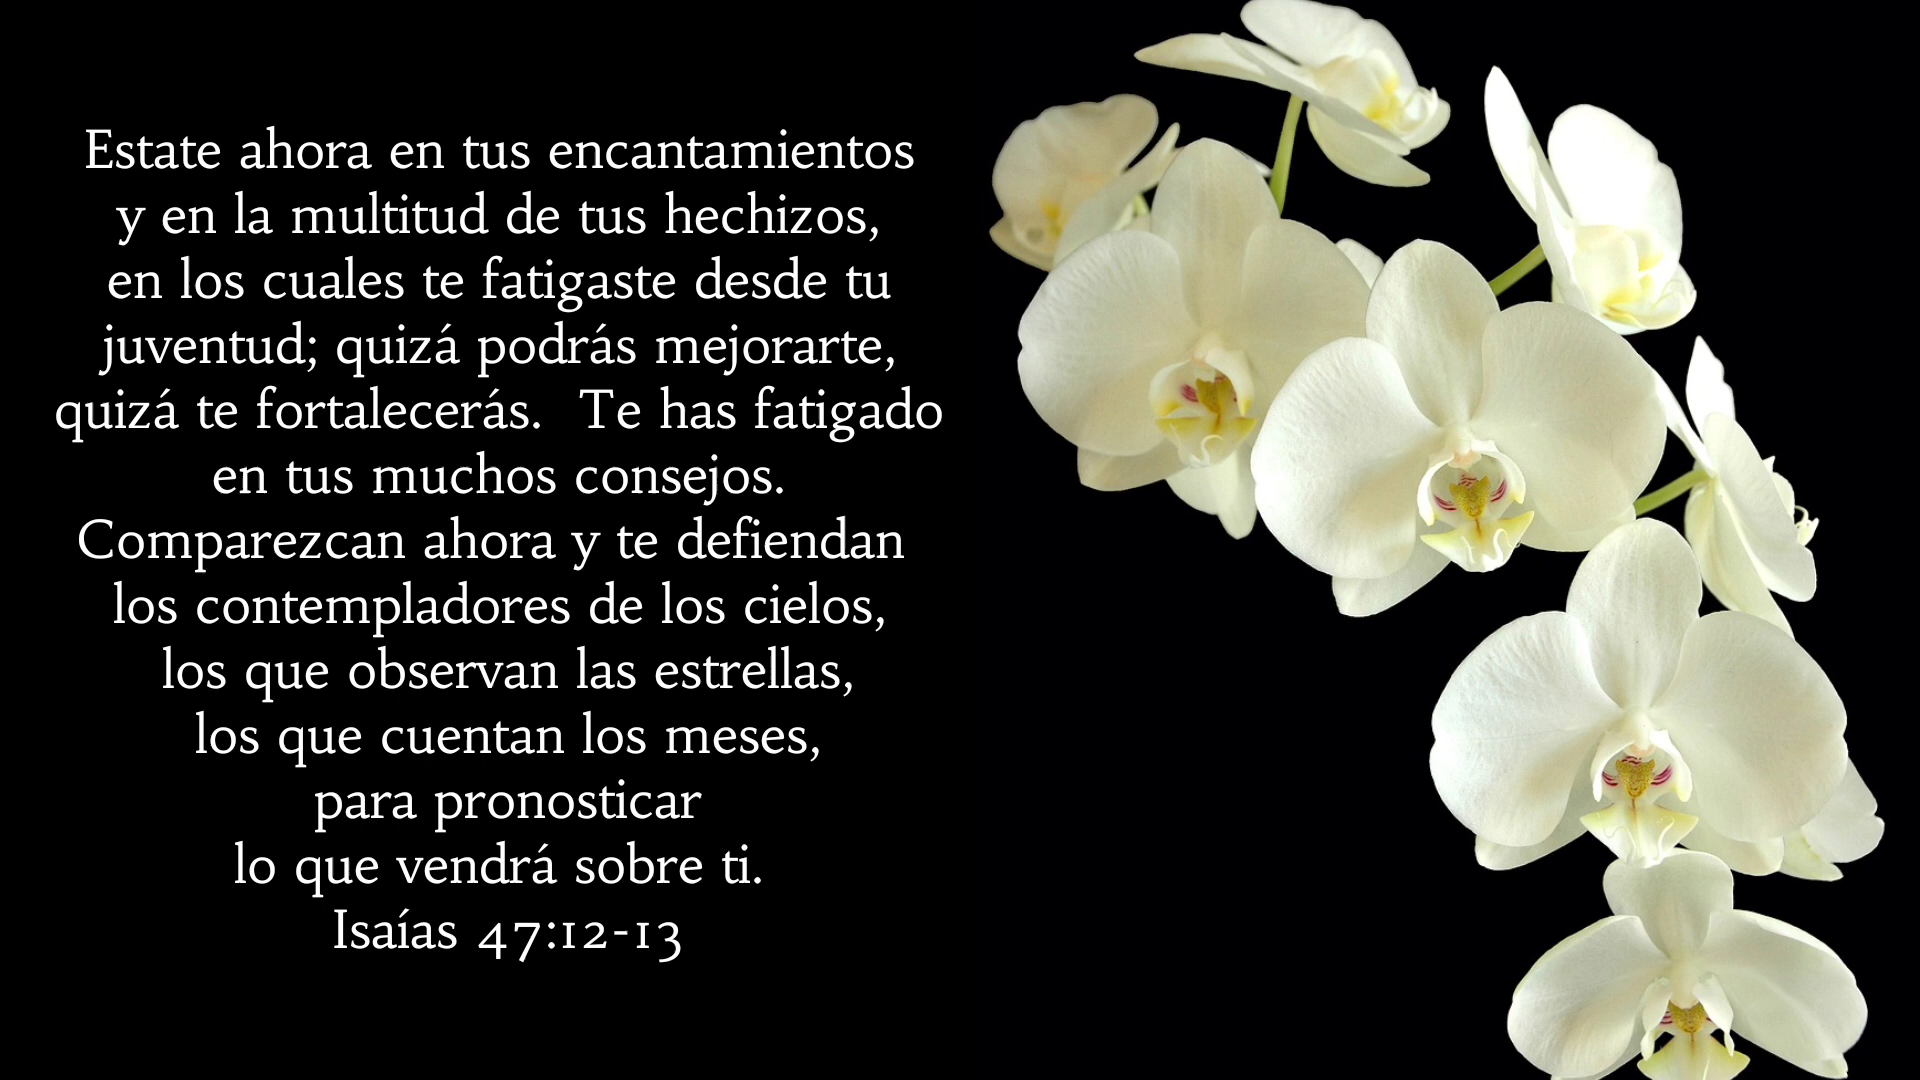 Estate ahora en tus encantamientos
y en la multitud de tus hechizos,
en los cuales te fatigaste desde tu
juventud; quizá podrás mejorarte,
quizá te fortalecerás.  Te has fatigado
en tus muchos consejos.
Comparezcan ahora y te defiendan
los contempladores de los cielos,
los que observan las estrellas,
los que cuentan los meses,
para pronosticar
lo que vendrá sobre ti.
Isaías 47:12-13